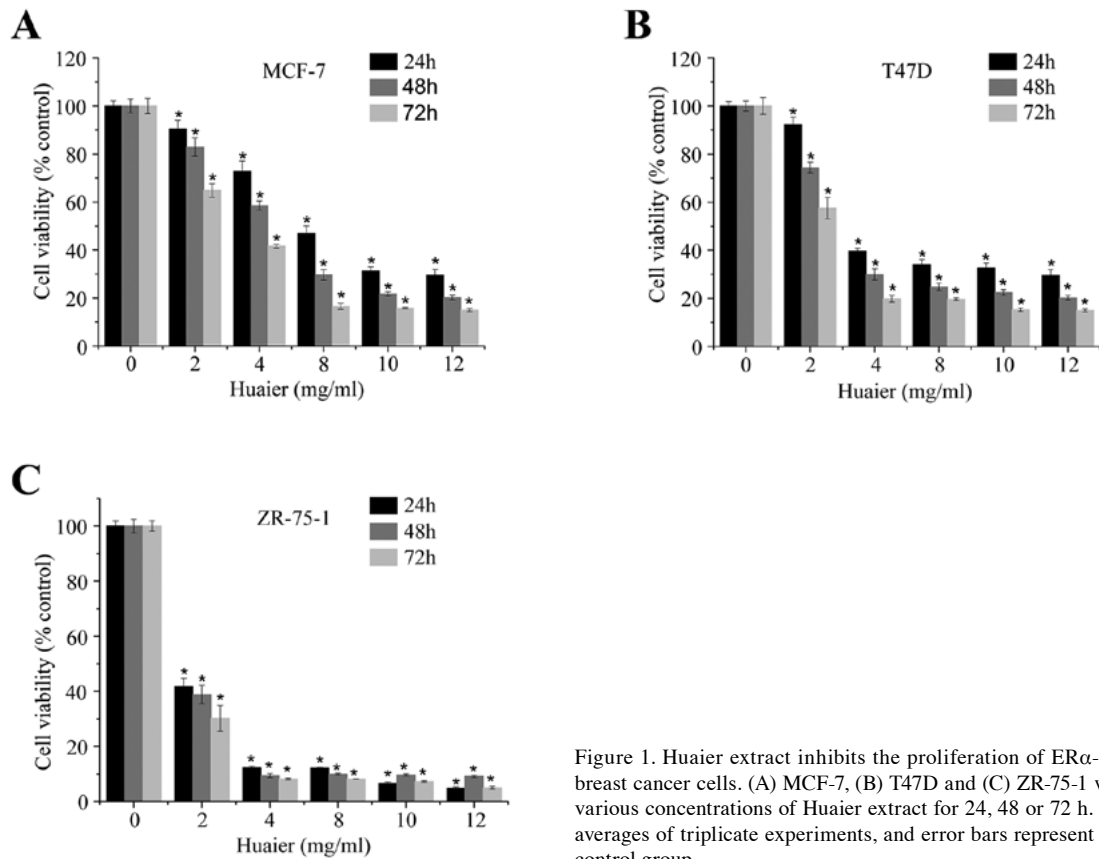 A
120
100
80
60
40
20
0
Cell viability (% control)
MCF-7
24h
48h
72h
* * * * * * * * * * * * * * *
0 2 4 8 10 12
Huaier (mg/ml)
B
120
100
80
60
40
20
0
Cell viability (% control)
T47D
24h
48h
72h
* * * * * * * * * * * * * * *
0 2 4 8 10 12
Huaier (mg/ml)
C
100
80
60
40
20
0
Cell viability (% control)
ZR-75-1
24h
48h
72h
* * * * * * * * * * * * * * *
0 2 4 8 10 12
Huaier (mg/ml)
Figure 1. Huaier extract inhibits the proliferation of ERα-
breast cancer cells. (A) MCF-7, (B) T47D and (C) ZR-75-1
various concentrations of Huaier extract for 24, 48 or 72 h.
averages of triplicate experiments, and error bars represent
control group.